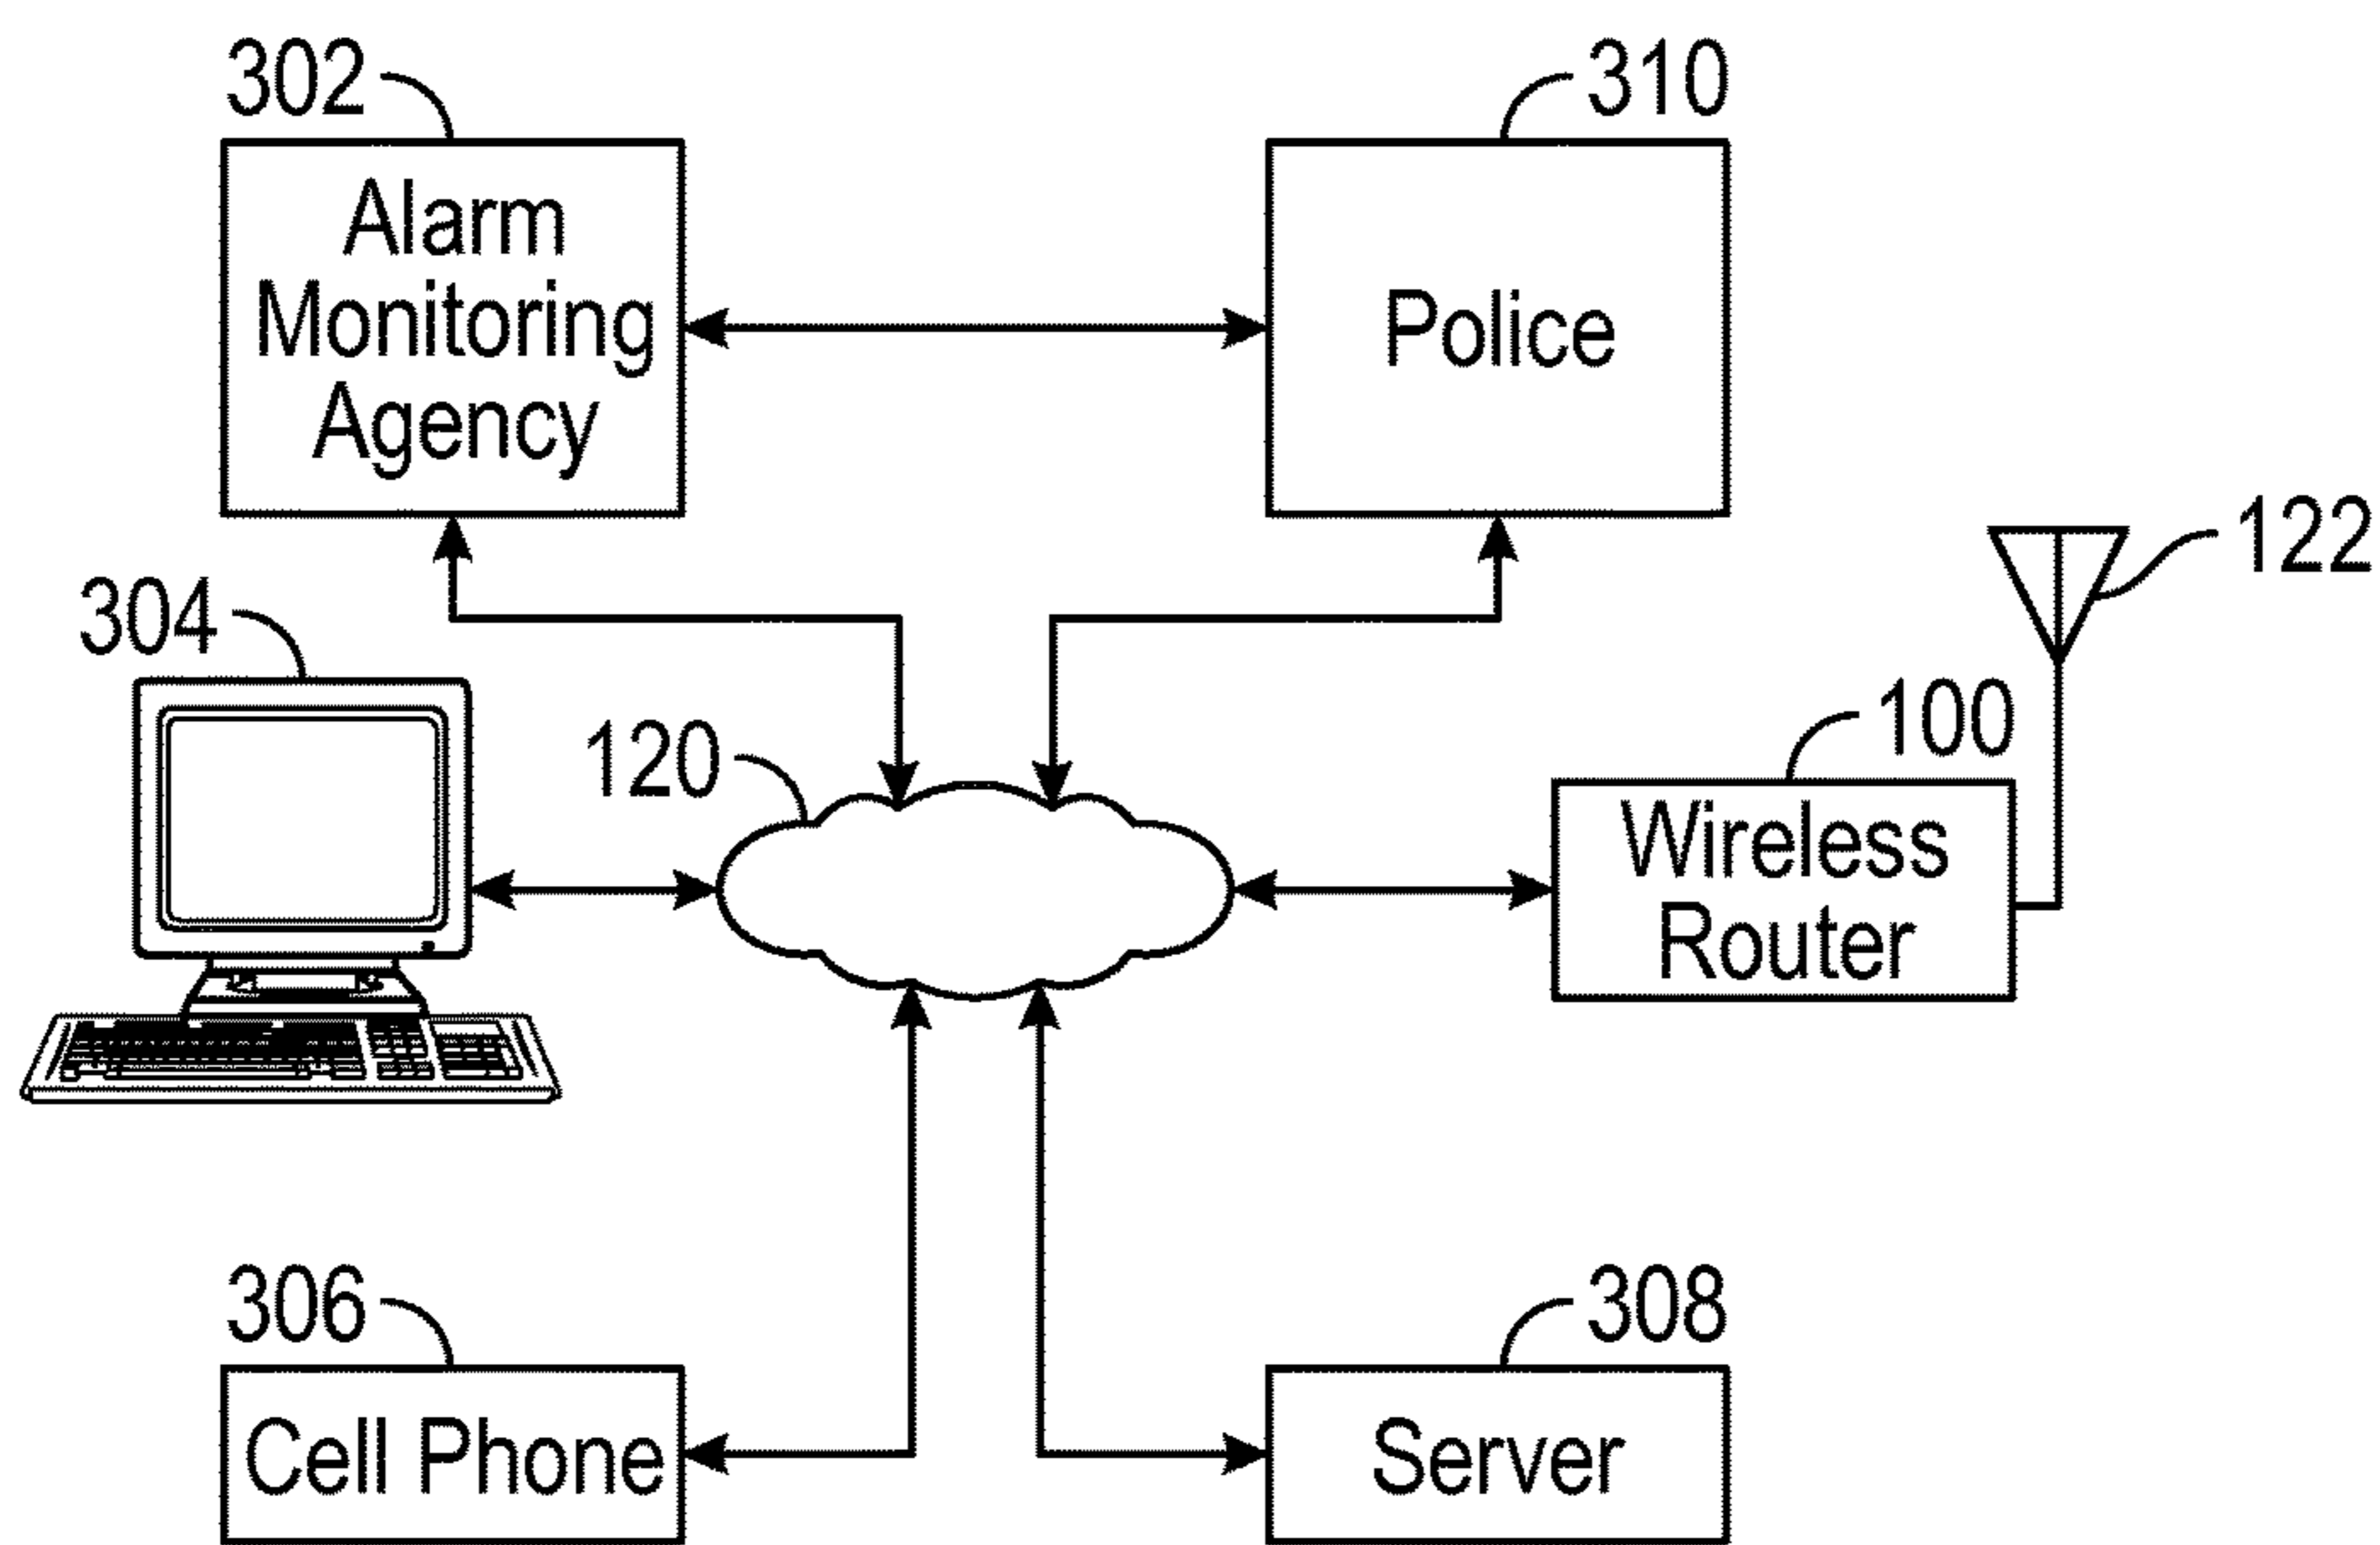 302
310
Alarm
Monitoring
Agency
Police
122
304
120
100
Wireless
Router
306
308
Cell Phone
Server